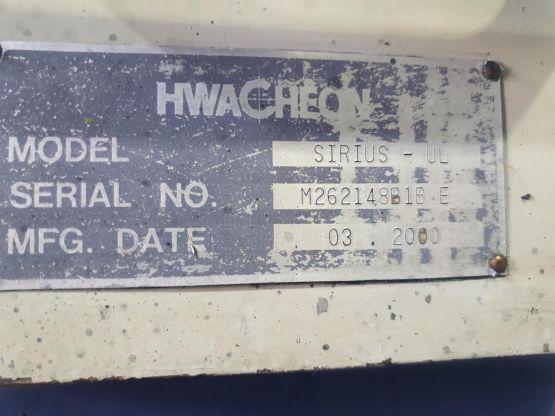 HWACHEON
MODEL SIRIUS - UL
SERIAL NO. M262148B1B-E
MFG. DATE 03 . 2000